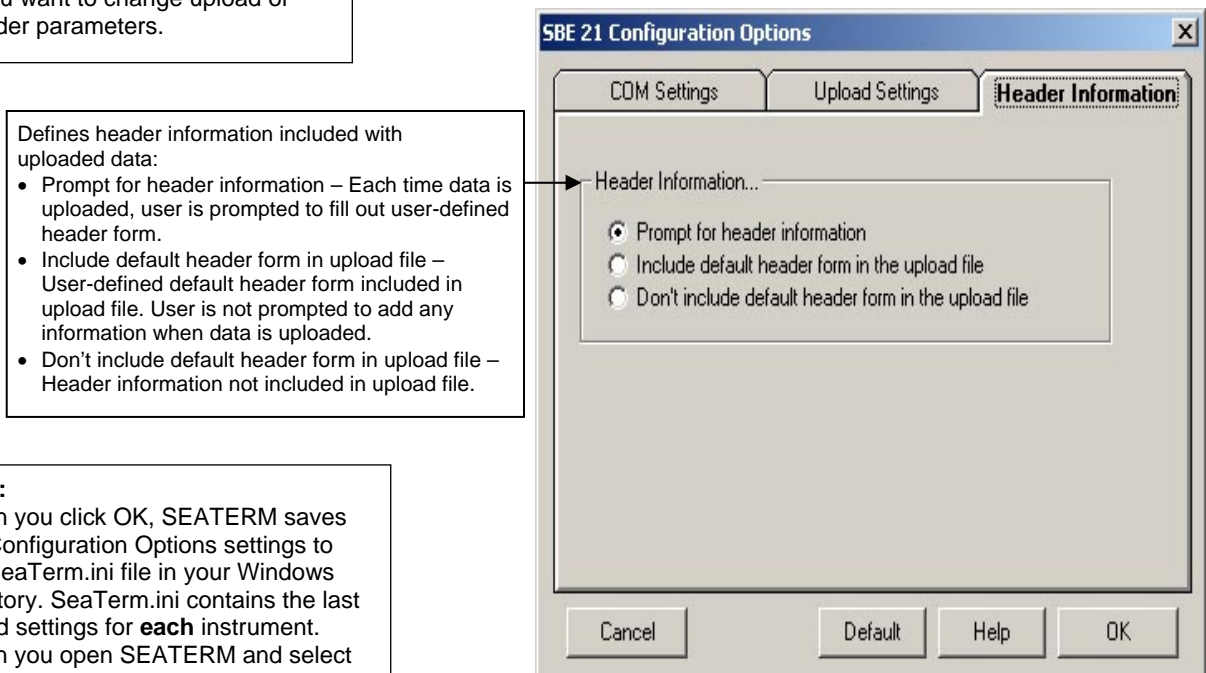 u want to change upload or
der parameters.
SBE 21 Configuration Options
COM Settings
Upload Settings
Header Information
Defines header information included with
uploaded data:
• Prompt for header information – Each time data is
uploaded, user is prompted to fill out user-defined
header form.
• Include default header form in upload file –
User-defined default header form included in
upload file. User is not prompted to add any
information when data is uploaded.
• Don't include default header form in upload file –
Header information not included in upload file.
Header Information...
Prompt for header information
Include default header form in the upload file
Don't include default header form in the upload file
:
n you click OK, SEATERM saves
Configuration Options settings to
SeaTerm.ini file in your Windows
tory. SeaTerm.ini contains the last
d settings for each instrument.
n you open SEATERM and select
Cancel
Default
Help
OK